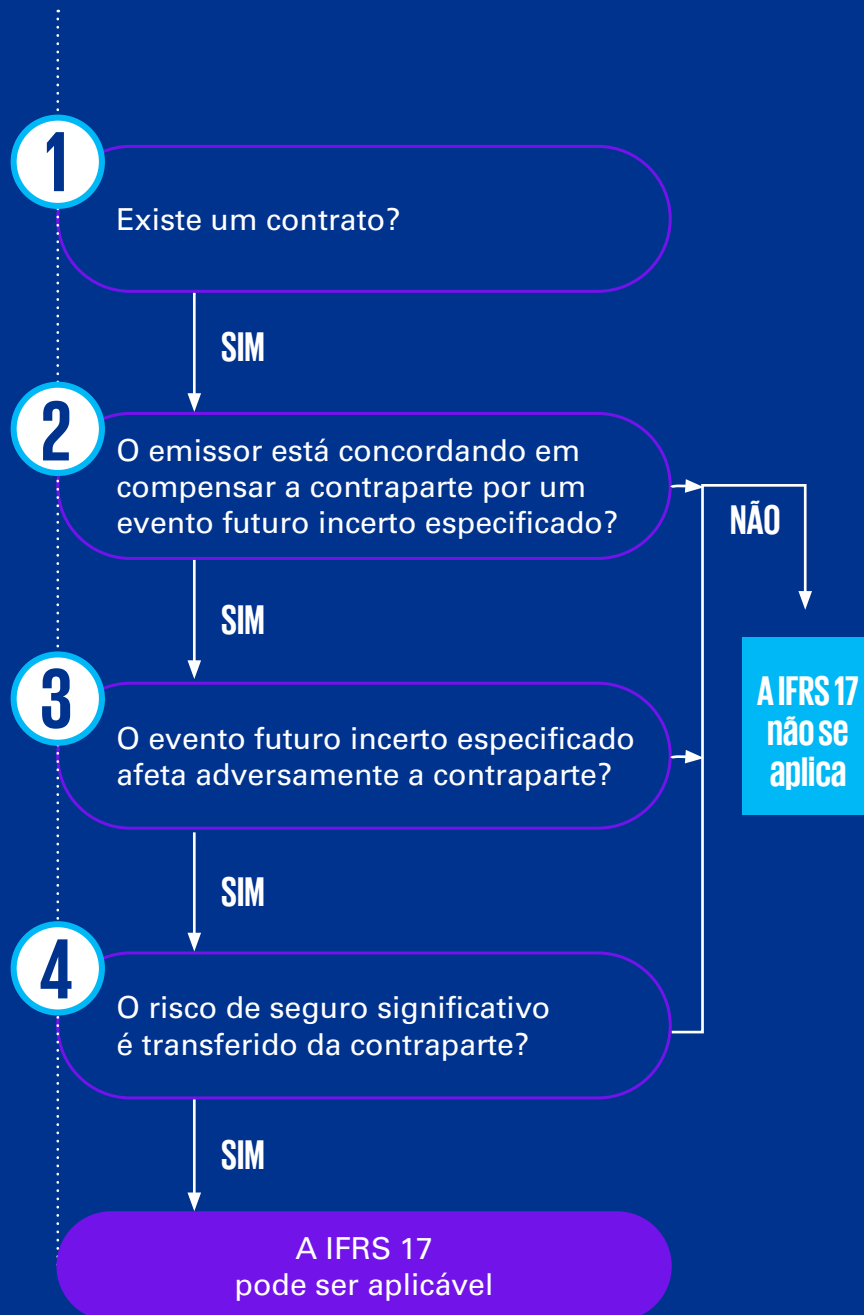 1
Existe um contrato?
SIM
2
O emissor está concordando em
compensar a contraparte por um
evento futuro incerto especificado?
NÃO
SIM
3
O evento futuro incerto especificado
afeta adversamente a contraparte?
A IFRS 17
não se
aplica
SIM
4
O risco de seguro significativo
é transferido da contraparte?
SIM
A IFRS 17
pode ser aplicável